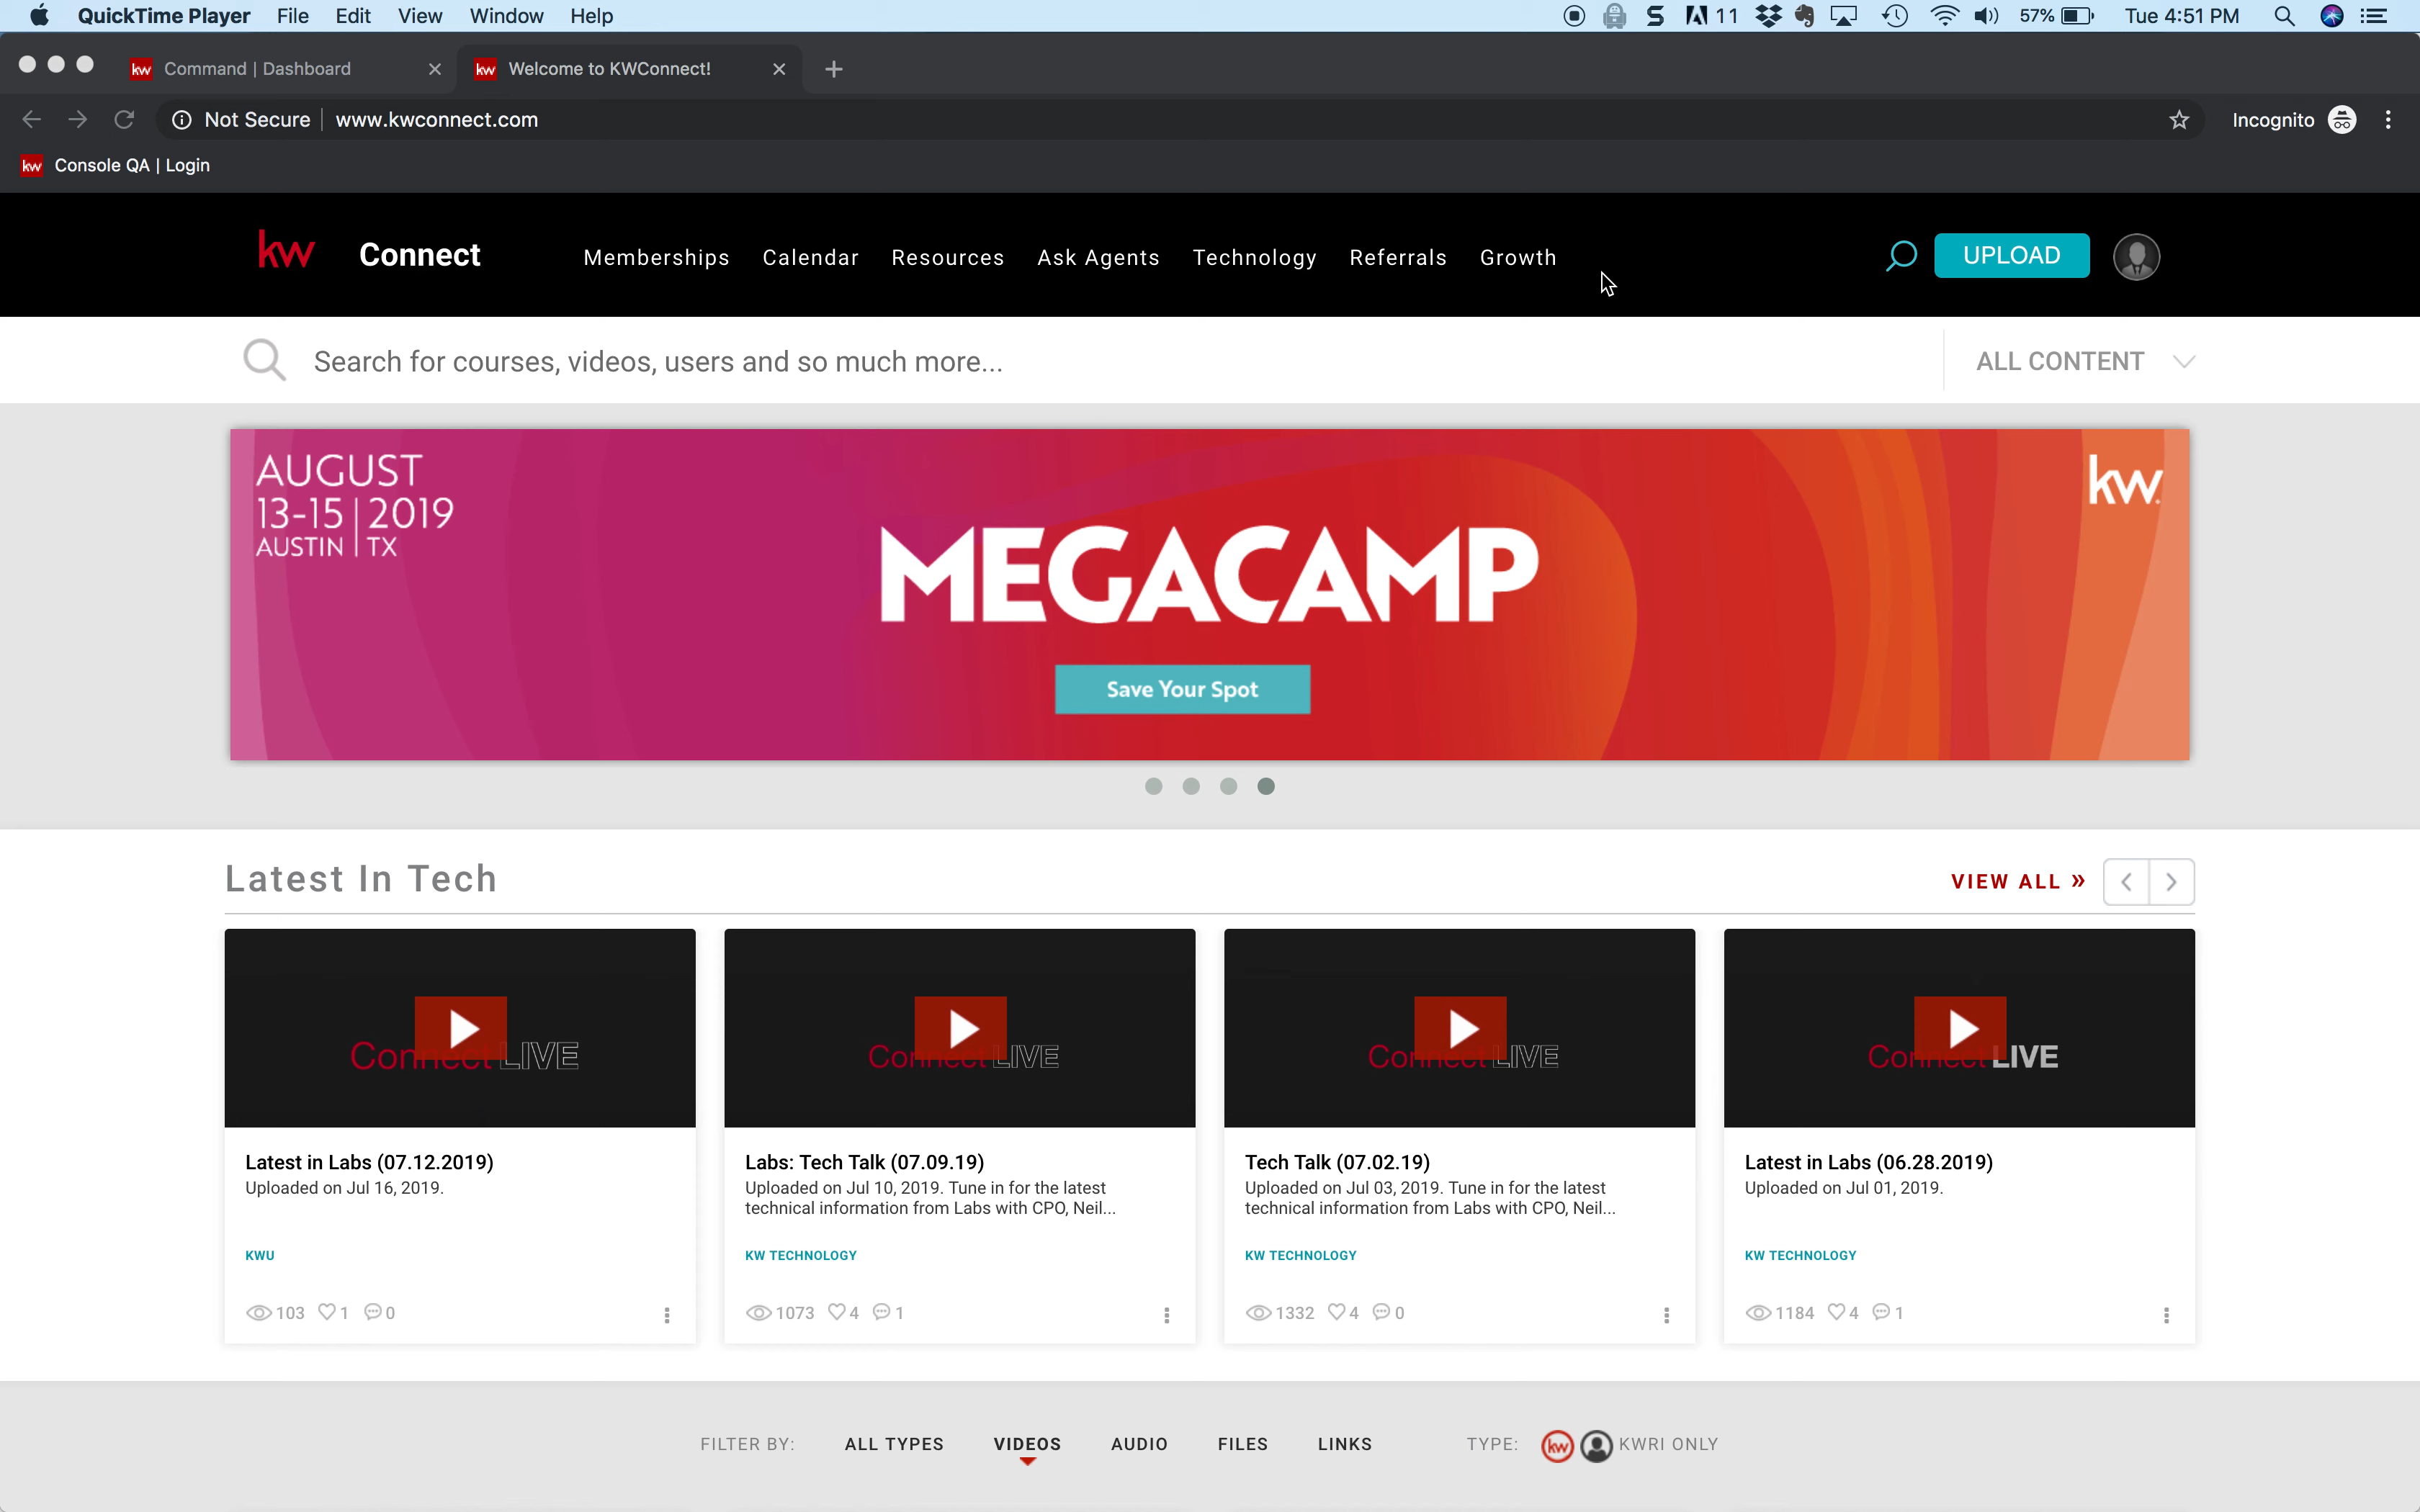 QuickTime Player File Edit View Window Help 11 57% Tue 4:51 PM
kw Command | Dashboard kw Welcome to KWConnect!
Not Secure www.kwconnect.com Incognito
kw Console QA | Login
kw Connect Memberships Calendar Resources Ask Agents Technology Referrals Growth UPLOAD
Search for courses, videos, users and so much more... ALL CONTENT
AUGUST
13-15 | 2019
AUSTIN | TX
kw
MEGACAMP
Save Your Spot
Latest In Tech VIEW ALL »
Connect LIVE
Connect LIVE
Connect LIVE
Connect LIVE
Latest in Labs (07.12.2019)
Uploaded on Jul 16, 2019.
KWU
103 1 0
Labs: Tech Talk (07.09.19)
Uploaded on Jul 10, 2019. Tune in for the latest
technical information from Labs with CPO, Neil...
KW TECHNOLOGY
1073 4 1
Tech Talk (07.02.19)
Uploaded on Jul 03, 2019. Tune in for the latest
technical information from Labs with CPO, Neil...
KW TECHNOLOGY
1332 4 0
Latest in Labs (06.28.2019)
Uploaded on Jul 01, 2019.
KW TECHNOLOGY
1184 4 1
FILTER BY: ALL TYPES VIDEOS AUDIO FILES LINKS TYPE: kw KWRI ONLY